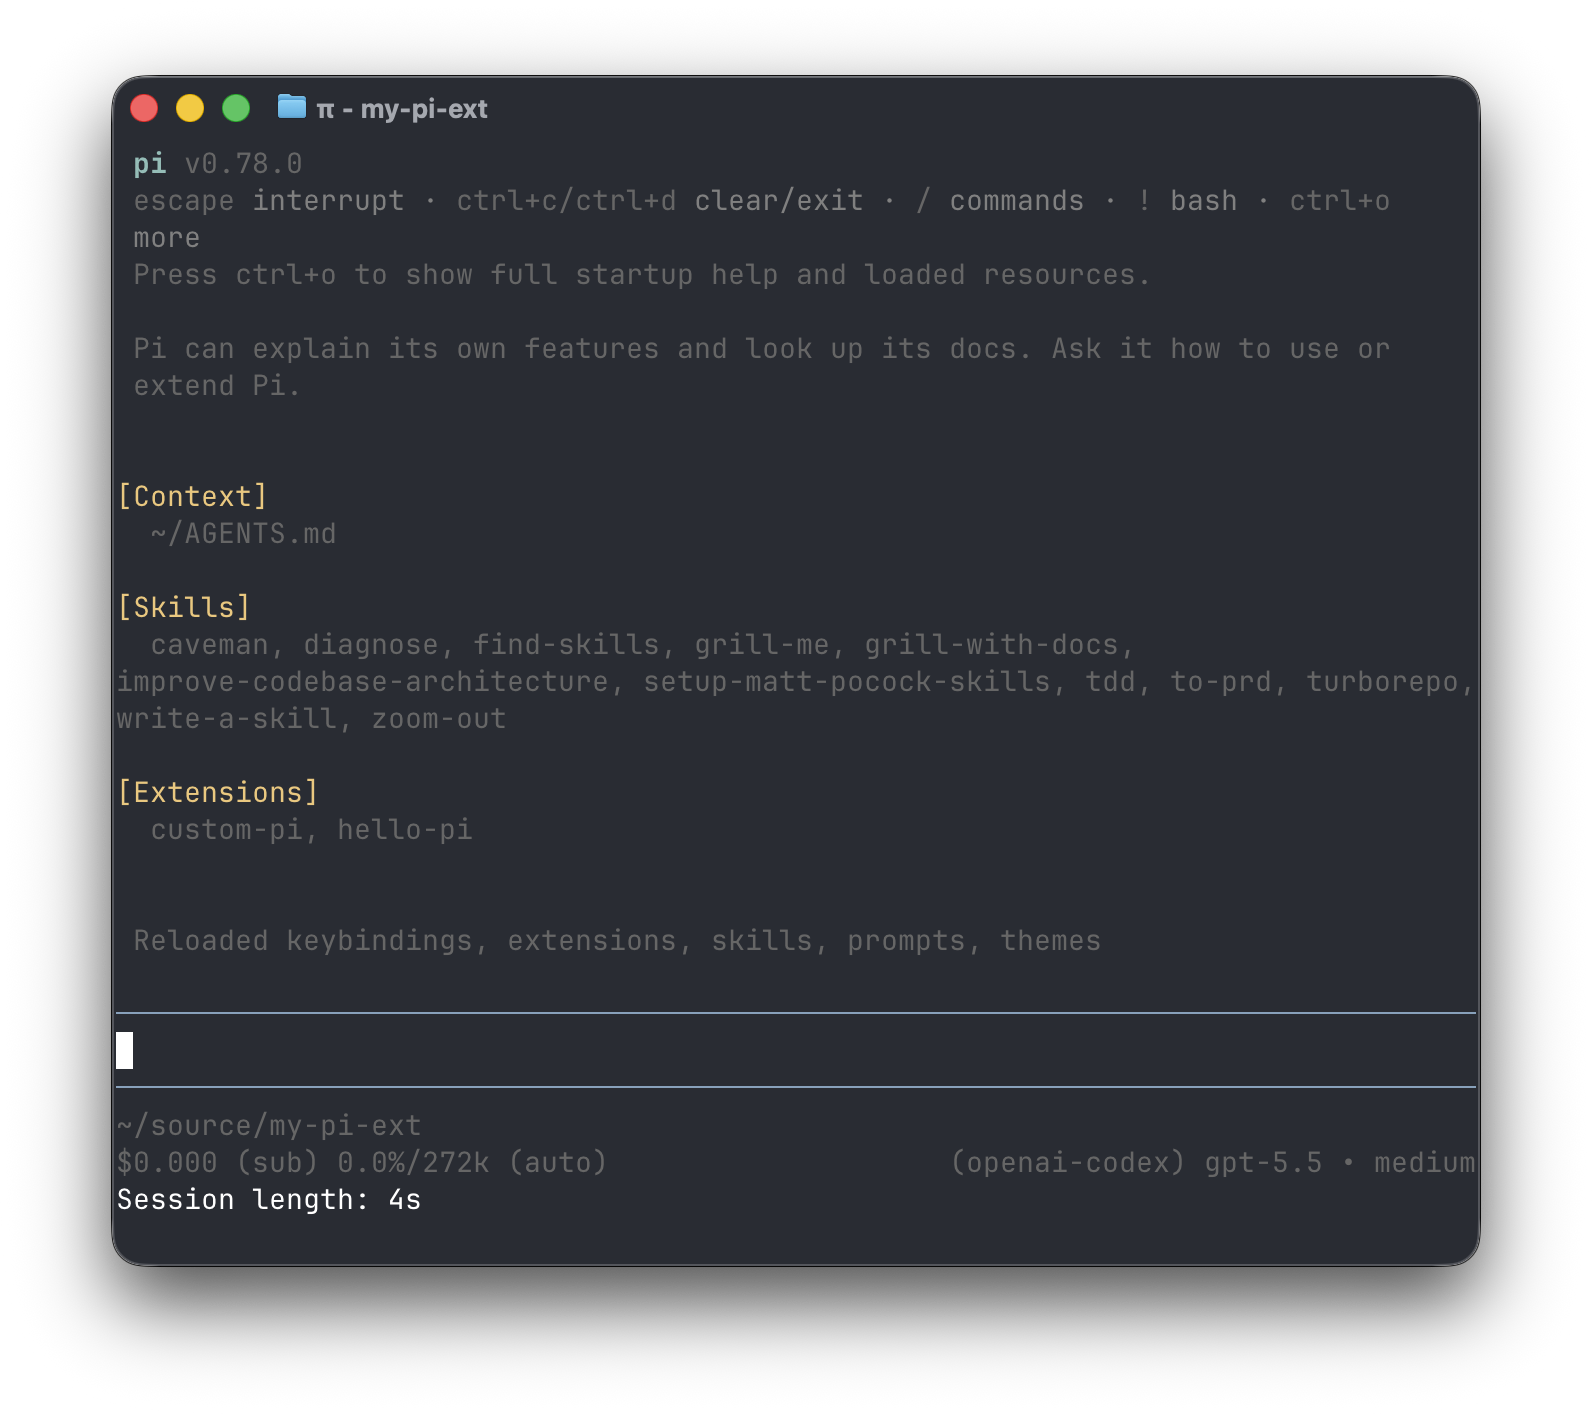 π - my-pi-ext
pi v0.78.0
escape interrupt · ctrl+c/ctrl+d clear/exit · / commands · ! bash · ctrl+o
more
Press ctrl+o to show full startup help and loaded resources.
Pi can explain its own features and look up its docs. Ask it how to use or
extend Pi.
[Context]
~/AGENTS.md
[Skills]
caveman, diagnose, find-skills, grill-me, grill-with-docs,
improve-codebase-architecture, setup-matt-pocock-skills, tdd, to-prd, turborepo,
write-a-skill, zoom-out
[Extensions]
custom-pi, hello-pi
Reloaded keybindings, extensions, skills, prompts, themes
~/source/my-pi-ext
$0.000 (sub) 0.0%/272k (auto) (openai-codex) gpt-5.5 • medium
Session length: 4s